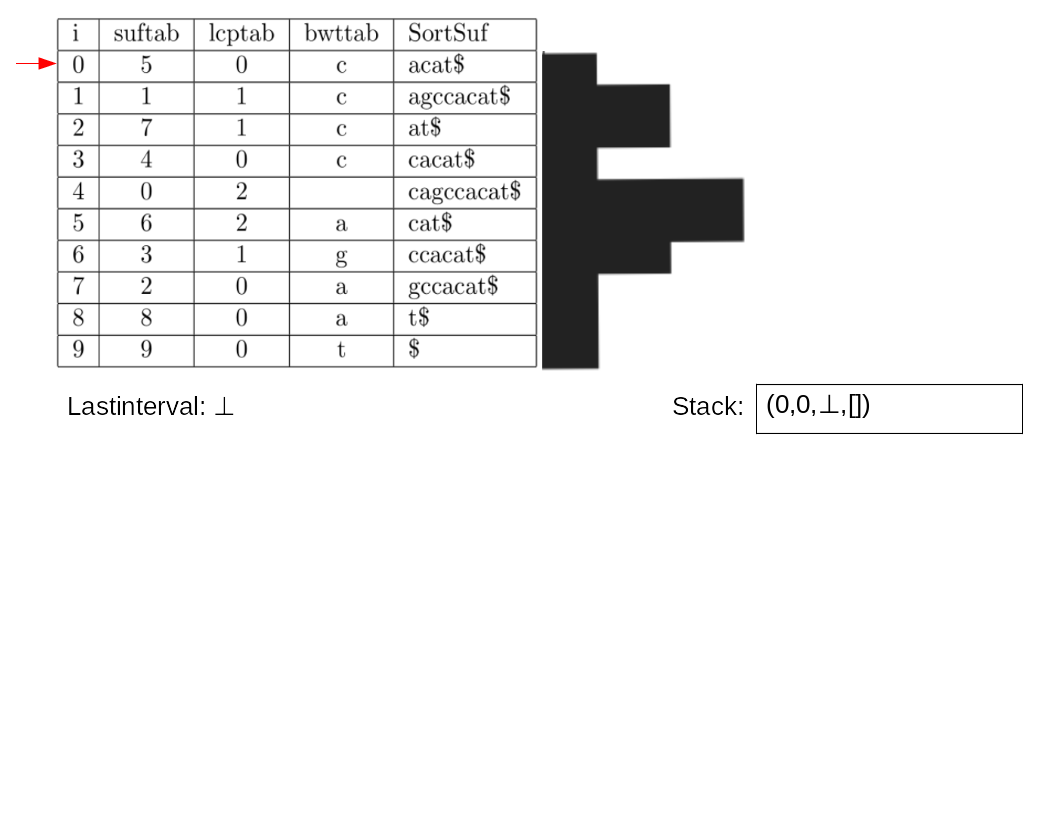 i suftab lcptab bwttab SortSuf
0 5 0 c acat$
1 1 1 c agccacat$
2 7 1 c at$
3 4 0 c cacat$
4 0 2 cagccacat$
5 6 2 a cat$
6 3 1 g ccacat$
7 2 0 a gccacat$
8 8 0 a t$
9 9 0 t $
Lastinterval: ⊥ Stack: (0,0,⊥,[])